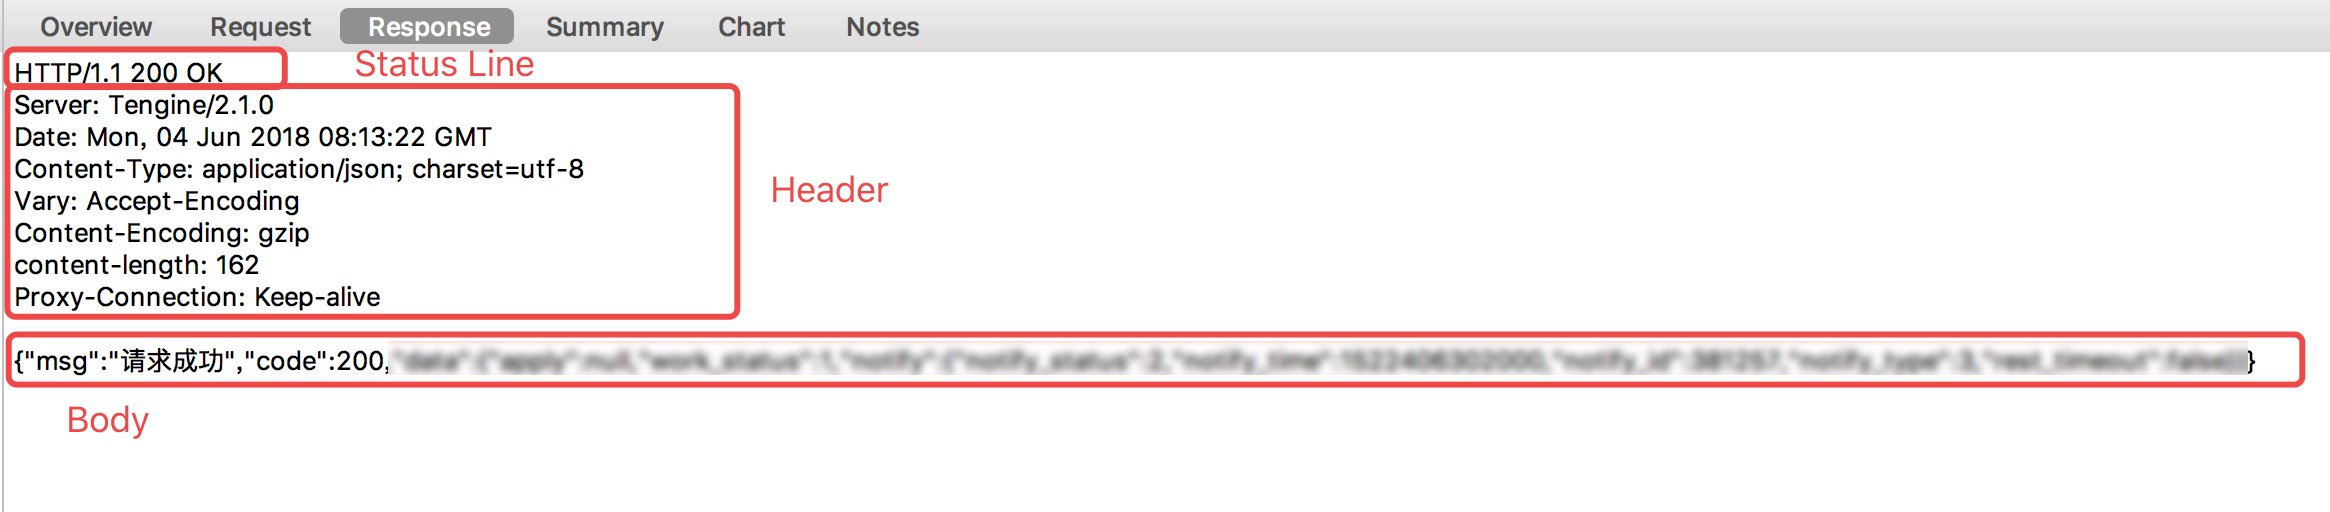 Overview Request Response Summary Chart Notes
HTTP/1.1 200 OK
Status Line
Server: Tengine/2.1.0
Date: Mon, 04 Jun 2018 08:13:22 GMT
Content-Type: application/json; charset=utf-8
Vary: Accept-Encoding
Header
Content-Encoding: gzip
content-length: 162
Proxy-Connection: Keep-alive
{"msg":"请求成功","code":200, }
Body